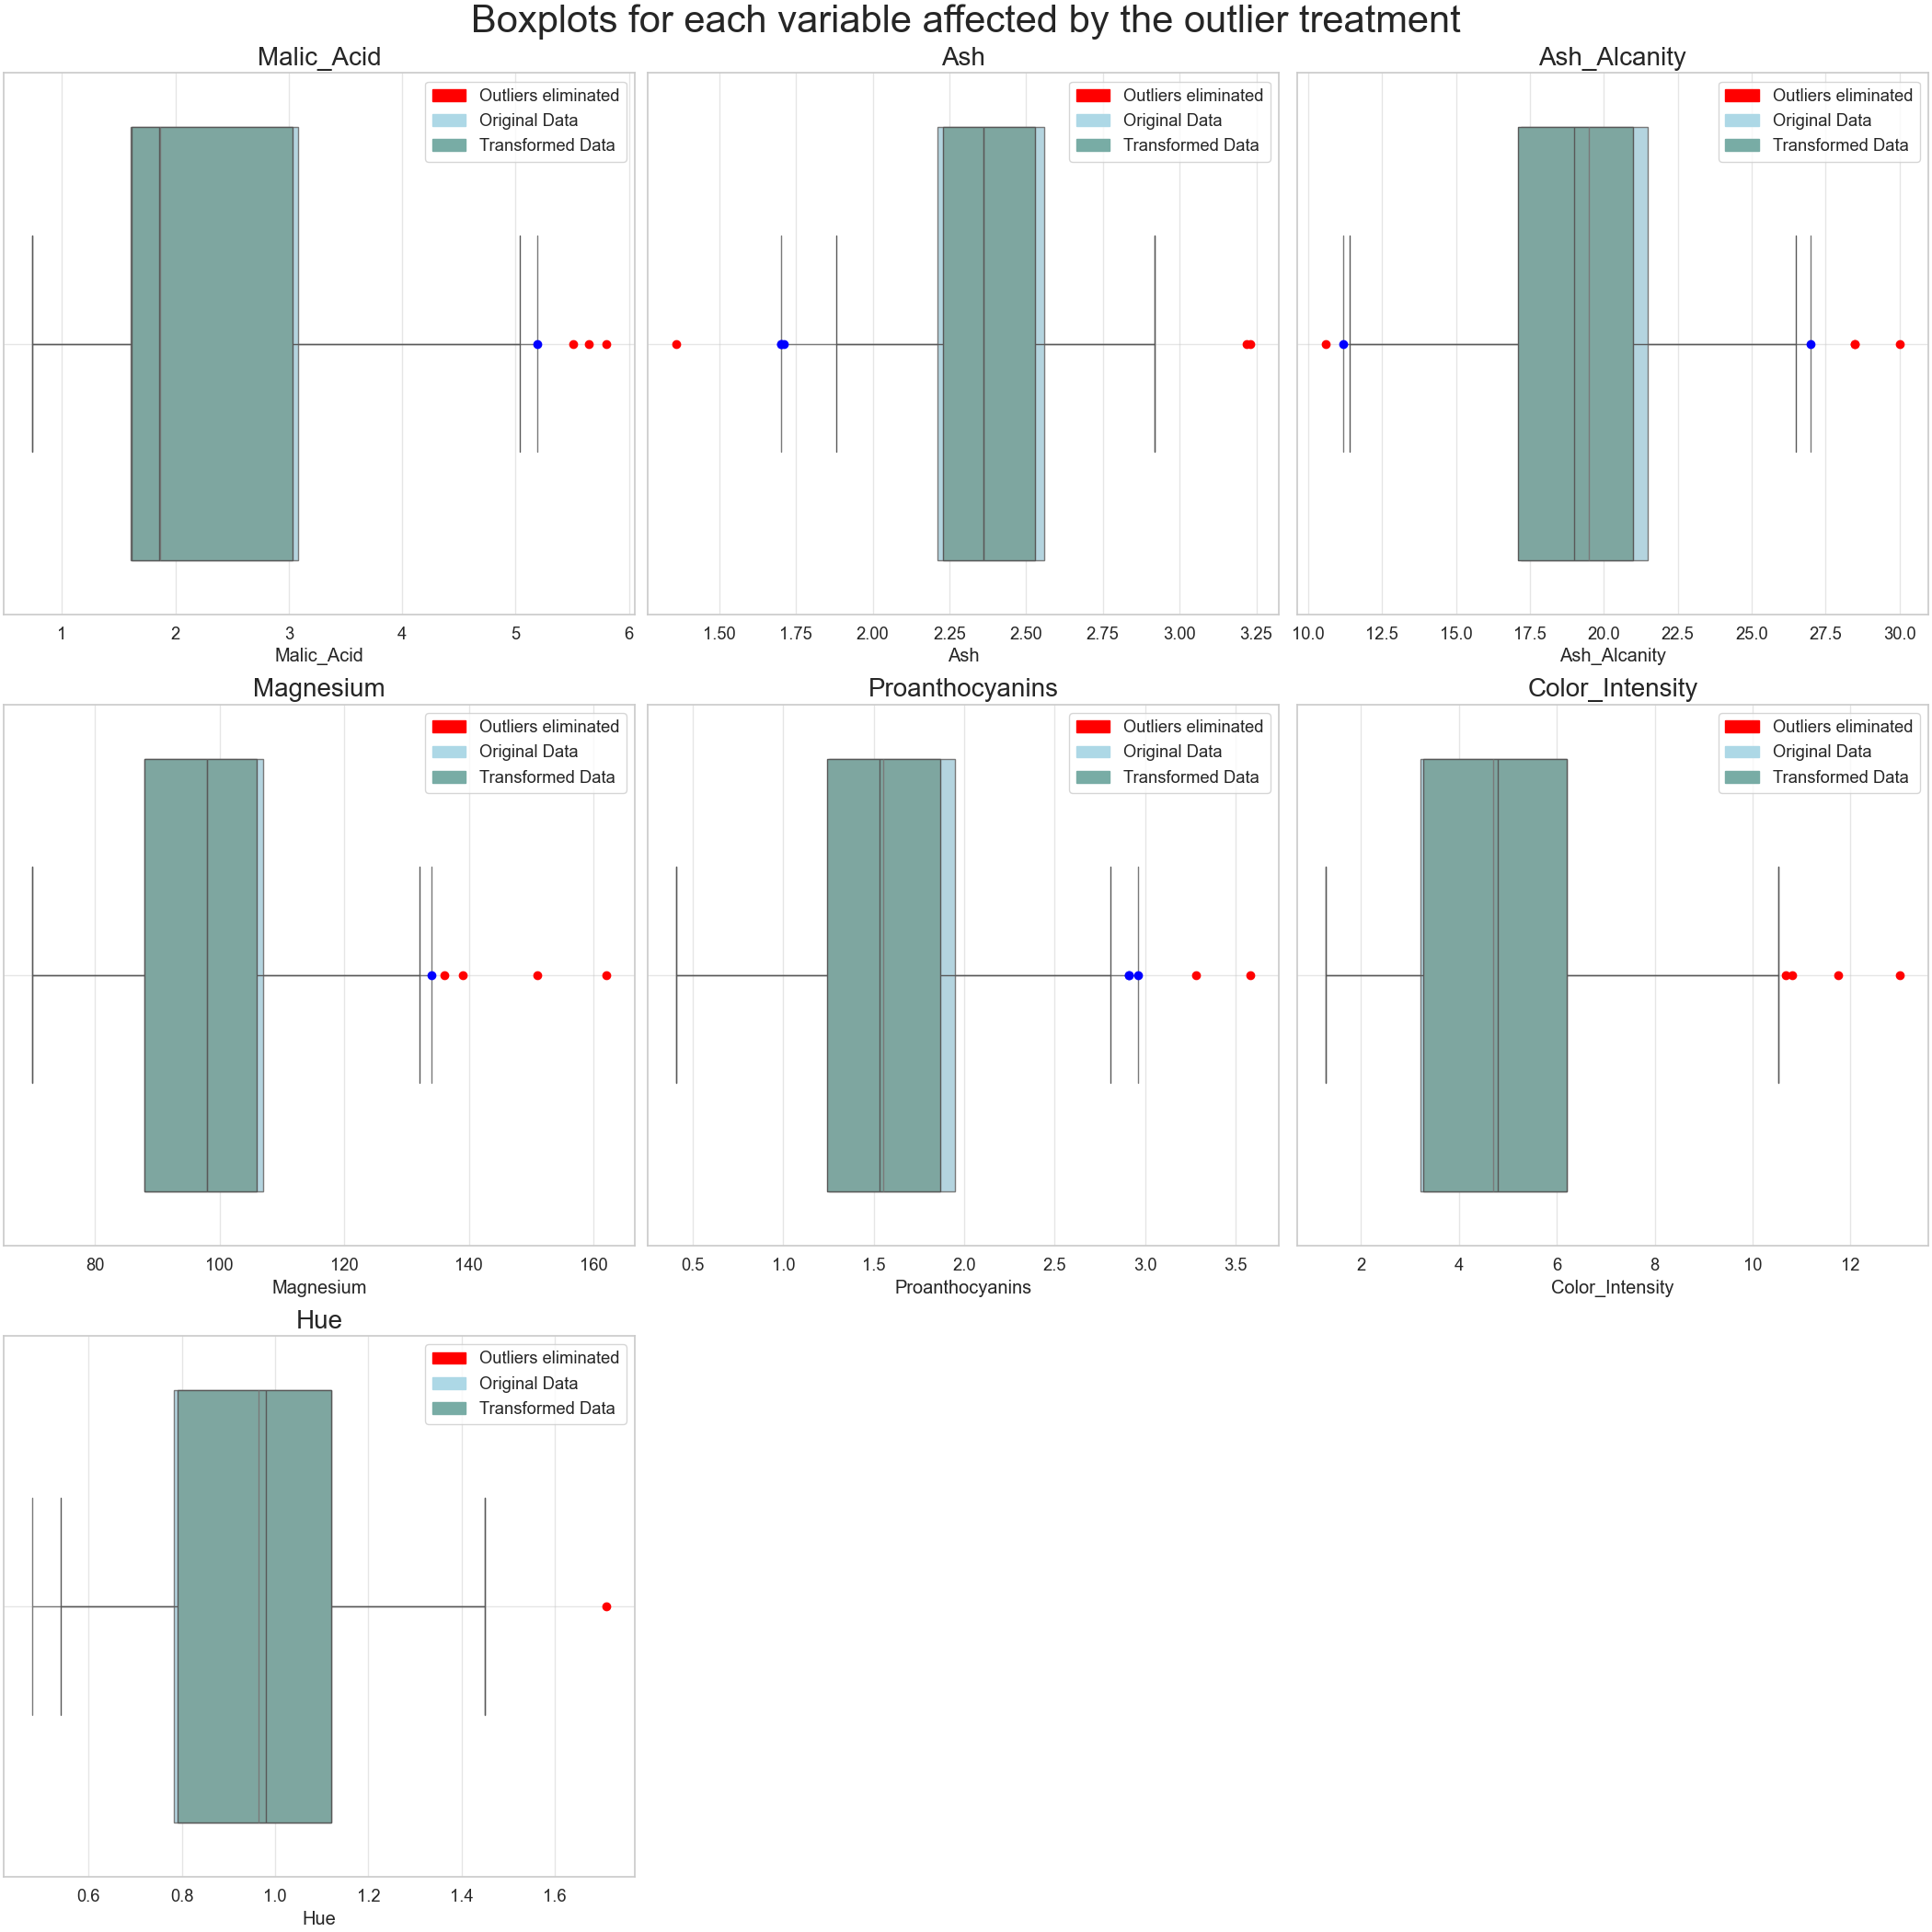 Boxplots for each variable affected by the outlier treatment
Malic_Acid
Outliers eliminated
Original Data
Transformed Data
1 2 3 4 5 6
Malic_Acid
Ash
Outliers eliminated
Original Data
Transformed Data
1.50 1.75 2.00 2.25 2.50 2.75 3.00 3.25
Ash
Ash_Alcanity
Outliers eliminated
Original Data
Transformed Data
10.0 12.5 15.0 17.5 20.0 22.5 25.0 27.5 30.0
Ash_Alcanity
Magnesium
Outliers eliminated
Original Data
Transformed Data
80 100 120 140 160
Magnesium
Proanthocyanins
Outliers eliminated
Original Data
Transformed Data
0.5 1.0 1.5 2.0 2.5 3.0 3.5
Proanthocyanins
Color_Intensity
Outliers eliminated
Original Data
Transformed Data
2 4 6 8 10 12
Color_Intensity
Hue
Outliers eliminated
Original Data
Transformed Data
0.6 0.8 1.0 1.2 1.4 1.6
Hue